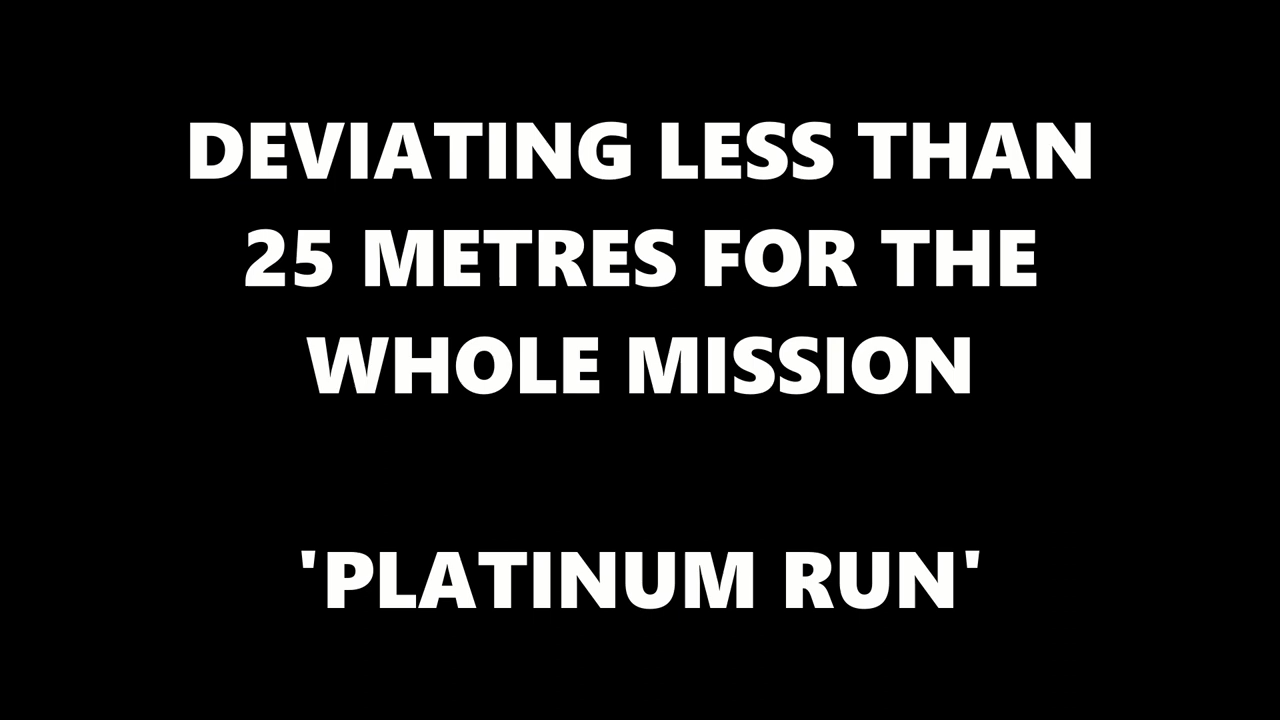 DEVIATING LESS THAN
25 METRES FOR THE
WHOLE MISSION
'PLATINUM RUN'